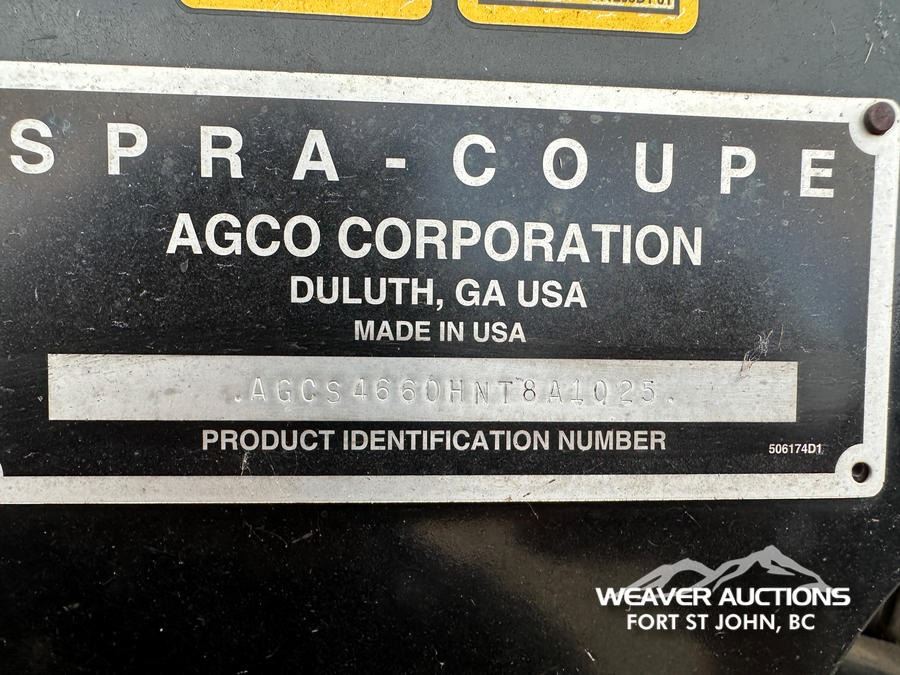 SPRA-COUPE
AGCO CORPORATION
DULUTH, GA USA
MADE IN USA
.AGCS4660HNT8A1025.
PRODUCT IDENTIFICATION NUMBER
506174D1
WEAVER AUCTIONS
FORT ST JOHN, BC